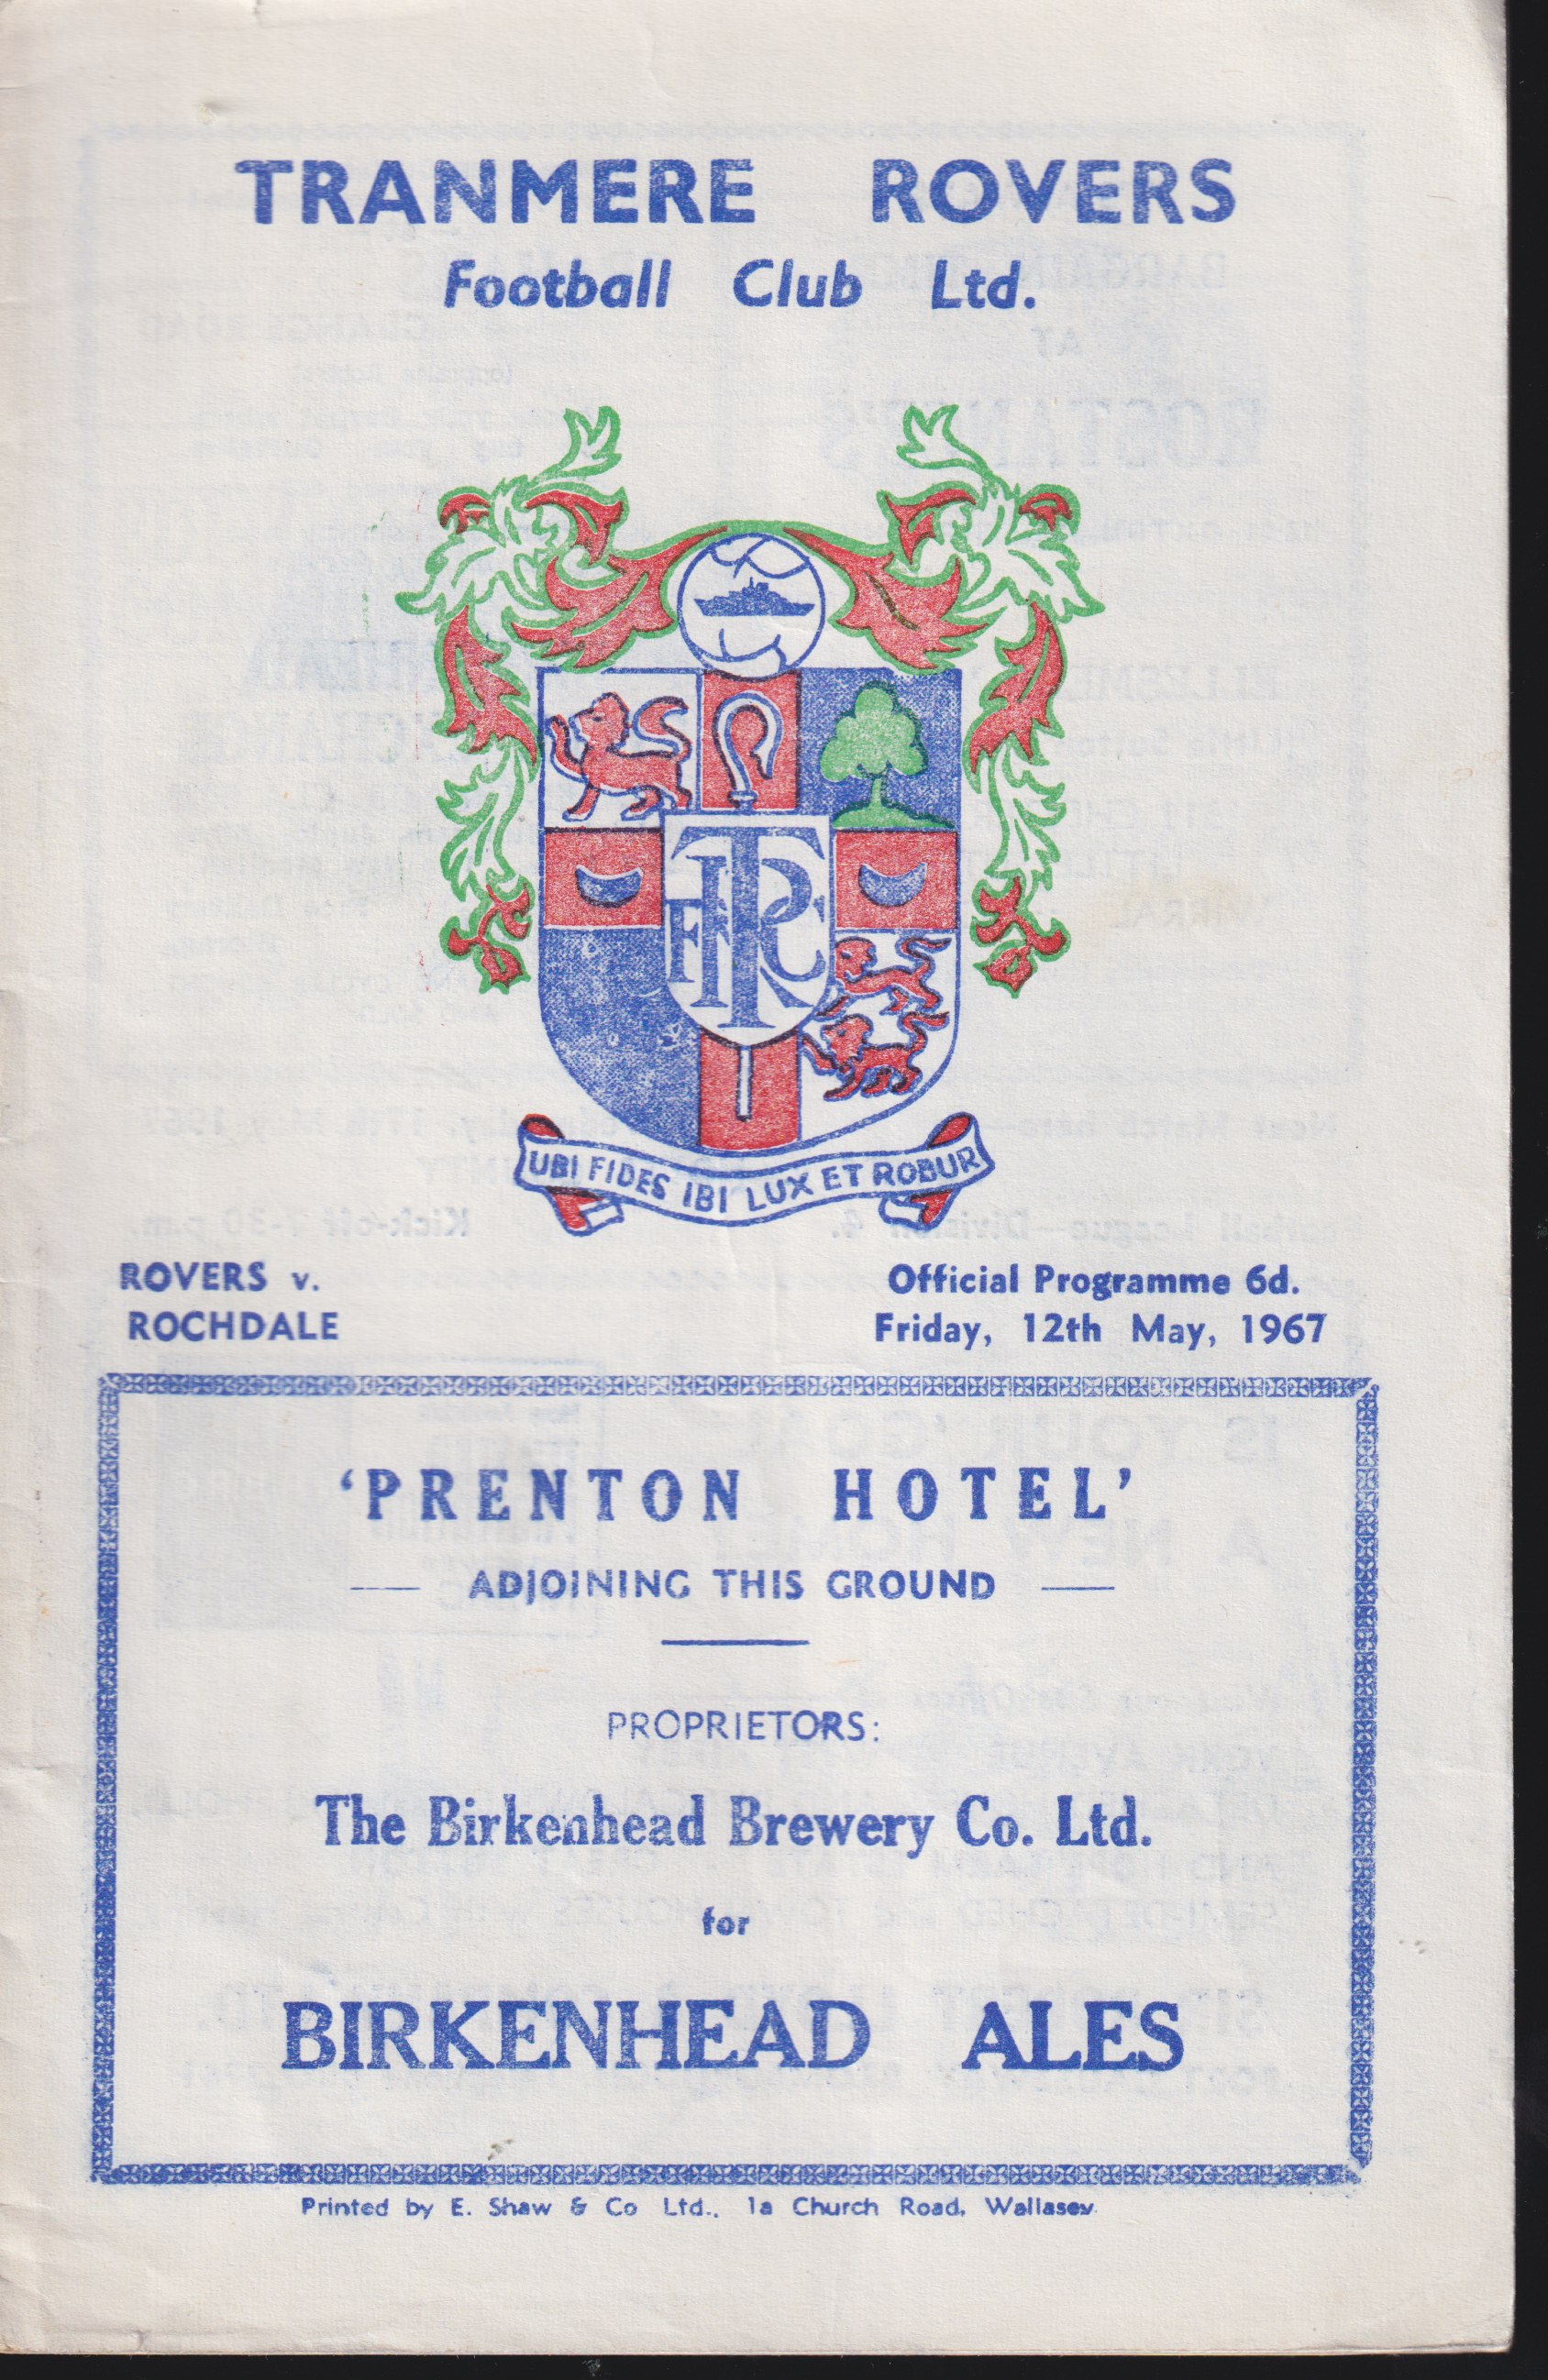 TRANMERE ROVERS
Football Club Ltd.
TRFC
UBI FIDES IBI LUX ET ROBUR
ROVERS v.
ROCHDALE
Official Programme 6d.
Friday, 12th May, 1967
'PRENTON HOTEL'
ADJOINING THIS GROUND
PROPRIETORS:
The Birkenhead Brewery Co. Ltd.
for
BIRKENHEAD ALES
Printed by E. Shaw & Co Ltd., 1a Church Road, Wallasey